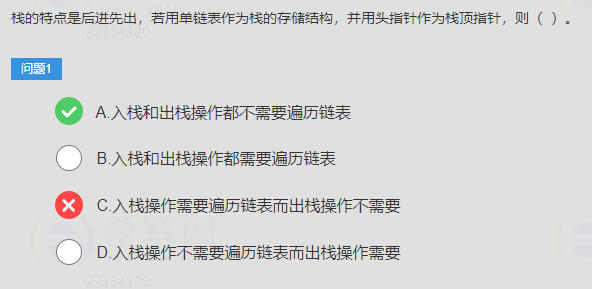 栈的特点是后进先出，若用单链表作为栈的存储结构，并用头指针作为栈顶指针，则（ ）。
22334320
问题1
A.入栈和出栈操作都不需要遍历链表
B.入栈和出栈操作都需要遍历链表
C.入栈操作需要遍历链表而出栈操作不需要
希赛网
D.入栈操作不需要遍历链表而出栈操作需要
22334320